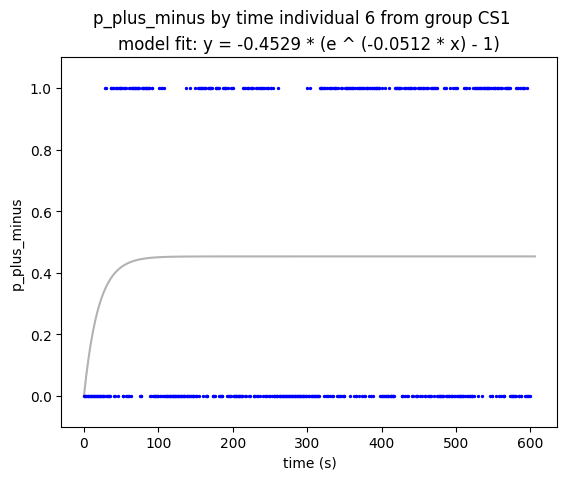 p_plus_minus by time individual 6 from group CS1
model fit: y = -0.4529 * (e ^ (-0.0512 * x) - 1)
1.0
0.8
0.6
0.4
0.2
0.0
p_plus_minus
0 100 200 300 400 500 600
time (s)